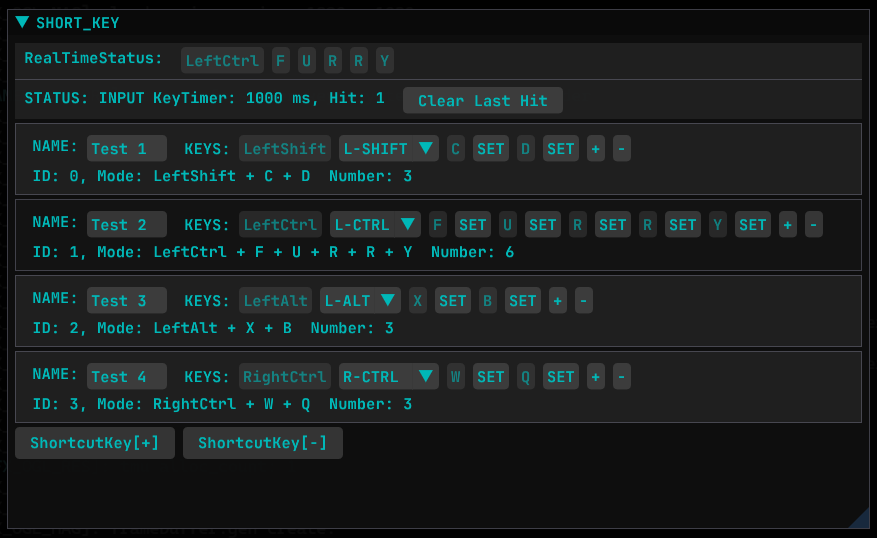 SHORT_KEY
RealTimeStatus: LeftCtrl F U R R Y
STATUS: INPUT KeyTimer: 1000 ms, Hit: 1 Clear Last Hit
NAME: Test 1 KEYS: LeftShift L-SHIFT C SET D SET + -
ID: 0, Mode: LeftShift + C + D Number: 3
NAME: Test 2 KEYS: LeftCtrl L-CTRL F SET U SET R SET R SET Y SET + -
ID: 1, Mode: LeftCtrl + F + U + R + R + Y Number: 6
NAME: Test 3 KEYS: LeftAlt L-ALT X SET B SET + -
ID: 2, Mode: LeftAlt + X + B Number: 3
NAME: Test 4 KEYS: RightCtrl R-CTRL W SET Q SET + -
ID: 3, Mode: RightCtrl + W + Q Number: 3
ShortcutKey[+] ShortcutKey[-]